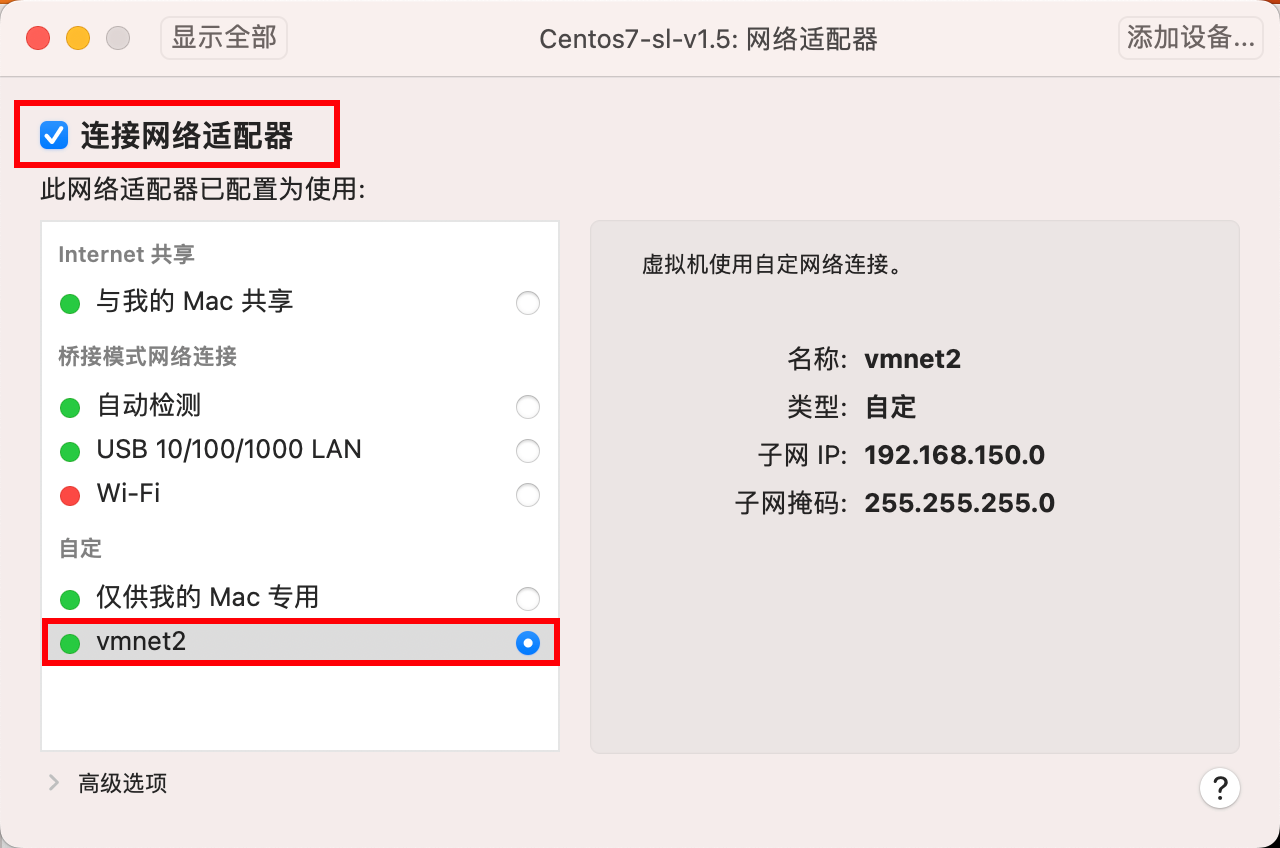 显示全部
Centos7-sl-v1.5: 网络适配器
添加设备...
连接网络适配器
此网络适配器已配置为使用:
Internet 共享
与我的 Mac 共享
桥接模式网络连接
自动检测
USB 10/100/1000 LAN
Wi-Fi
自定
仅供我的 Mac 专用
vmnet2
虚拟机使用自定网络连接。
名称: vmnet2
类型: 自定
子网 IP: 192.168.150.0
子网掩码: 255.255.255.0
高级选项
?